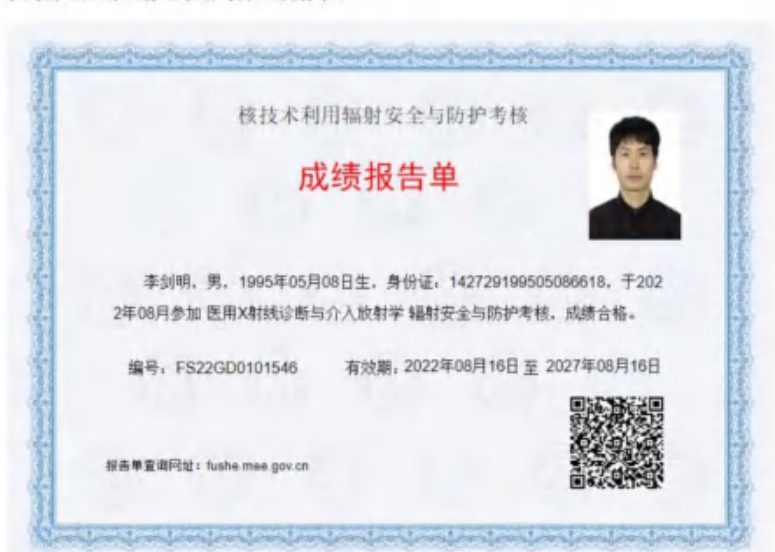 核技术利用辐射安全与防护考核
成绩报告单
李剑明，男，1995年05月08日生，身份证：142729199505086618，于202
2年08月参加 医用X射线诊断与介入放射学 辐射安全与防护考核，成绩合格。
编号：FS22GD0101546 有效期：2022年08月16日 至 2027年08月16日
报告单查询网址：fushe.mee.gov.cn